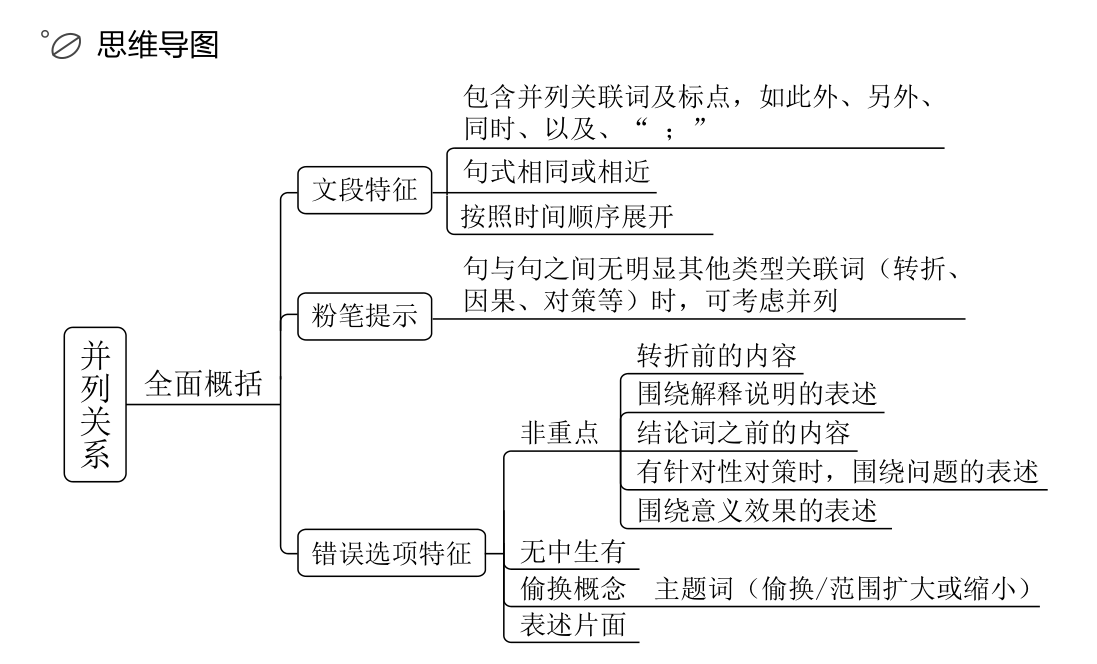 思维导图
包含并列关联词及标点，如此外、另外、
同时、以及、“ ；”
文段特征
句式相同或相近
按照时间顺序展开
句与句之间无明显其他类型关联词（转折、
因果、对策等）时，可考虑并列
粉笔提示
并列关系
全面概括
转折前的内容
围绕解释说明的表述
非重点
结论词之前的内容
有针对性对策时，围绕问题的表述
围绕意义效果的表述
错误选项特征
无中生有
偷换概念 主题词（偷换/范围扩大或缩小）
表述片面